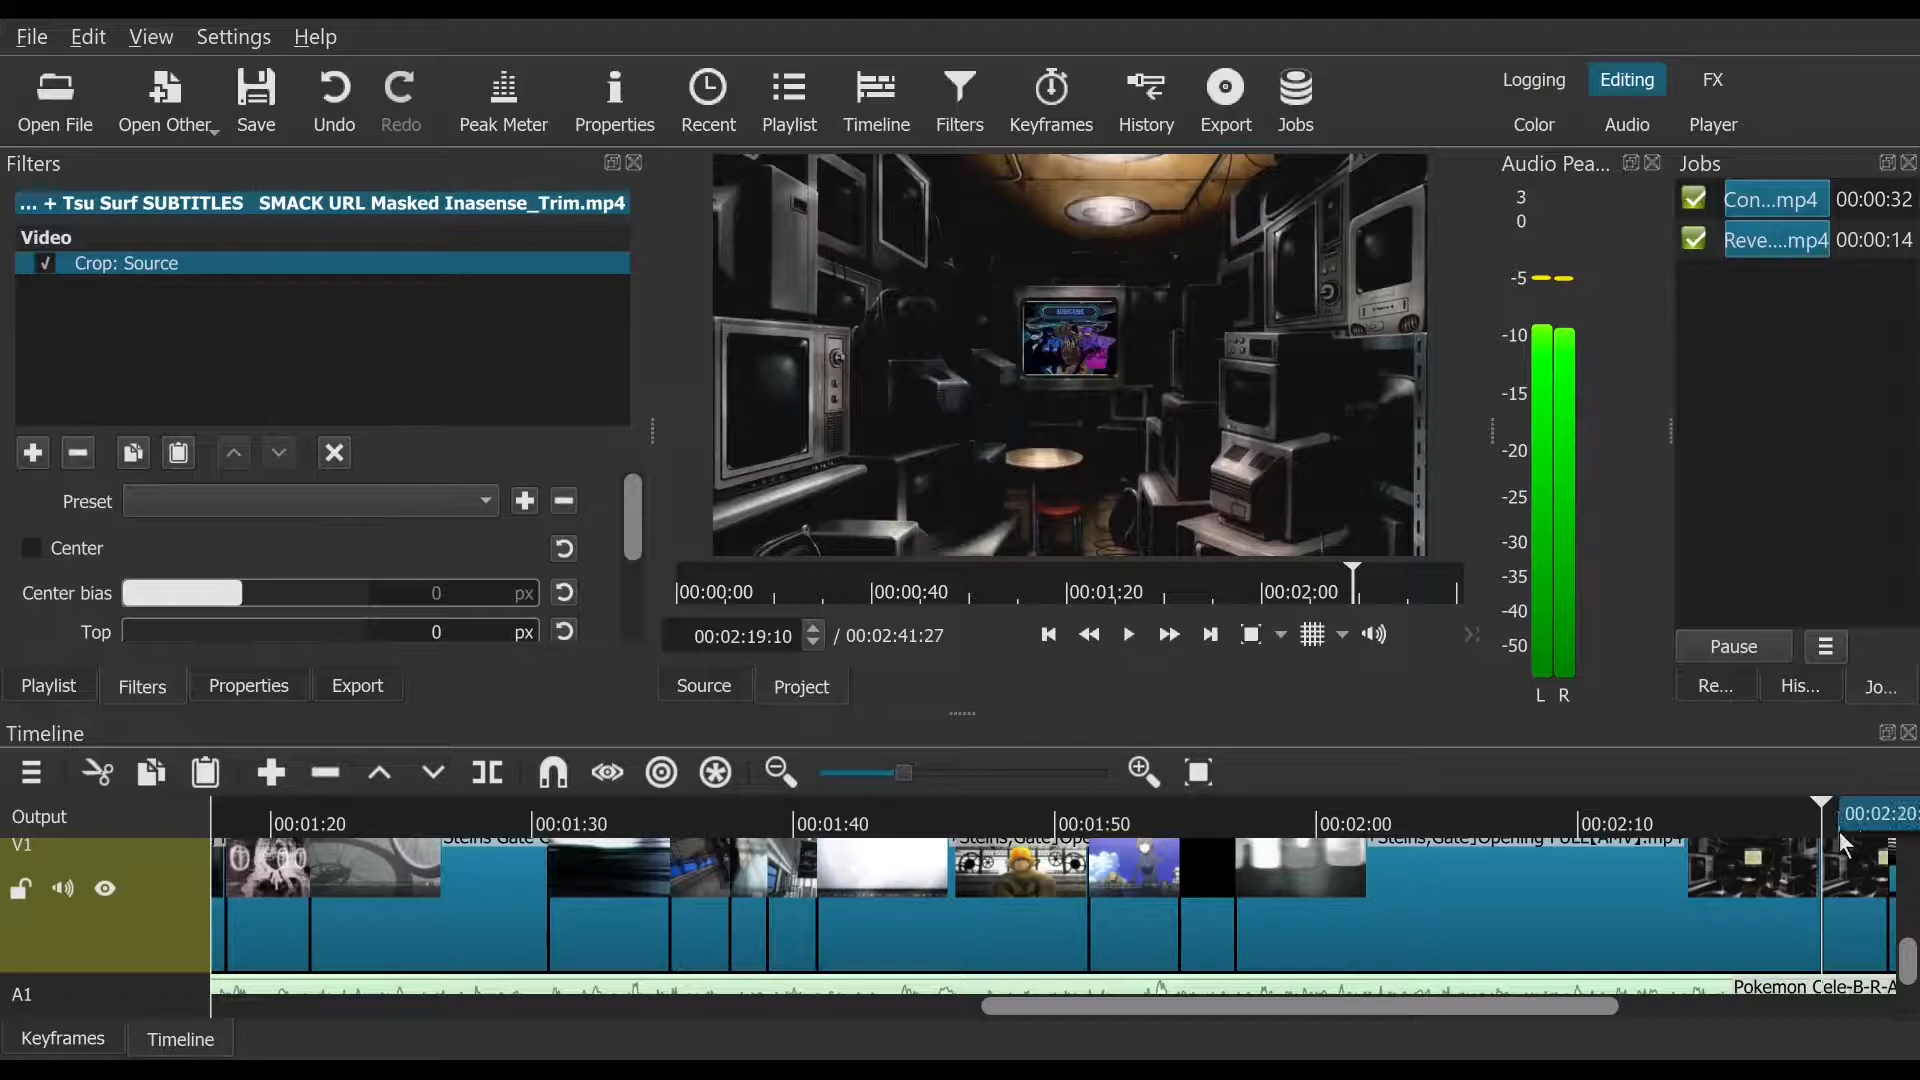 File Edit View Settings Help
Open File Open Other Save Undo Redo Peak Meter Properties Recent Playlist Timeline Filters Keyframes History Export Jobs
Logging Editing FX
Color Audio Player
Filters
... + Tsu Surf SUBTITLES SMACK URL Masked Inasense_Trim.mp4
Video
Crop: Source
Preset
Center
Center bias 0 px
Top 0 px
Playlist Filters Properties Export
SUBSCRIBE
00:00:00 00:00:40 00:01:20 00:02:00
00:02:19:10 / 00:02:41:27
Source Project
Audio Pea...
3
0
-5
-10
-15
-20
-25
-30
-35
-40
-50
L R
Jobs
Con...mp4 00:00:32
Reve....mp4 00:00:14
Pause
Re... His... Jo...
Timeline
Output
00:01:20 00:01:30 00:01:40 00:01:50 00:02:00 00:02:10 00:02:20:
V1
Steins Gate
Steins;Gate]Ope
Steins;Gate]Opening FULL[AMV].mp4
A1
Pokemon Cele-B-R-A
Keyframes Timeline